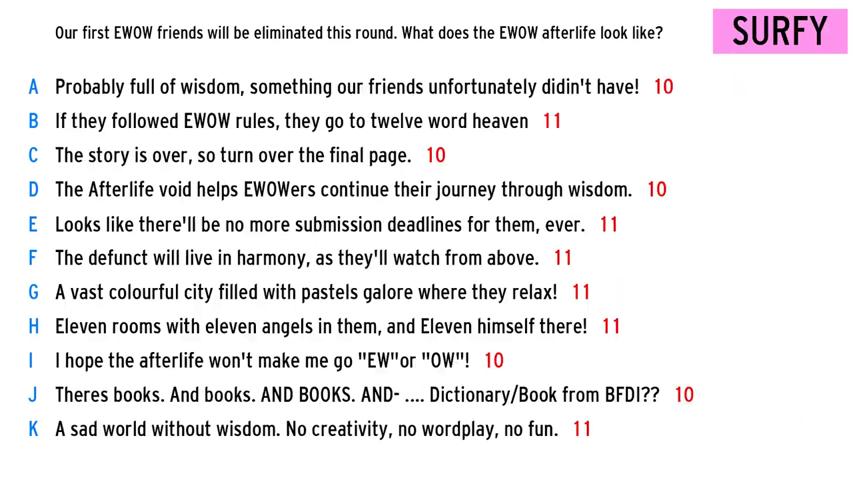 Our first EWOW friends will be eliminated this round. What does the EWOW afterlife look like?
SURFY
A Probably full of wisdom, something our friends unfortunately didin't have! 10
B If they followed EWOW rules, they go to twelve word heaven 11
C The story is over, so turn over the final page. 10
D The Afterlife void helps EWOWers continue their journey through wisdom. 10
E Looks like there'll be no more submission deadlines for them, ever. 11
F The defunct will live in harmony, as they'll watch from above. 11
G A vast colourful city filled with pastels galore where they relax! 11
H Eleven rooms with eleven angels in them, and Eleven himself there! 11
I I hope the afterlife won't make me go "EW"or "OW"! 10
J Theres books. And books. AND BOOKS. AND- .... Dictionary/Book from BFDI?? 10
K A sad world without wisdom. No creativity, no wordplay, no fun. 11